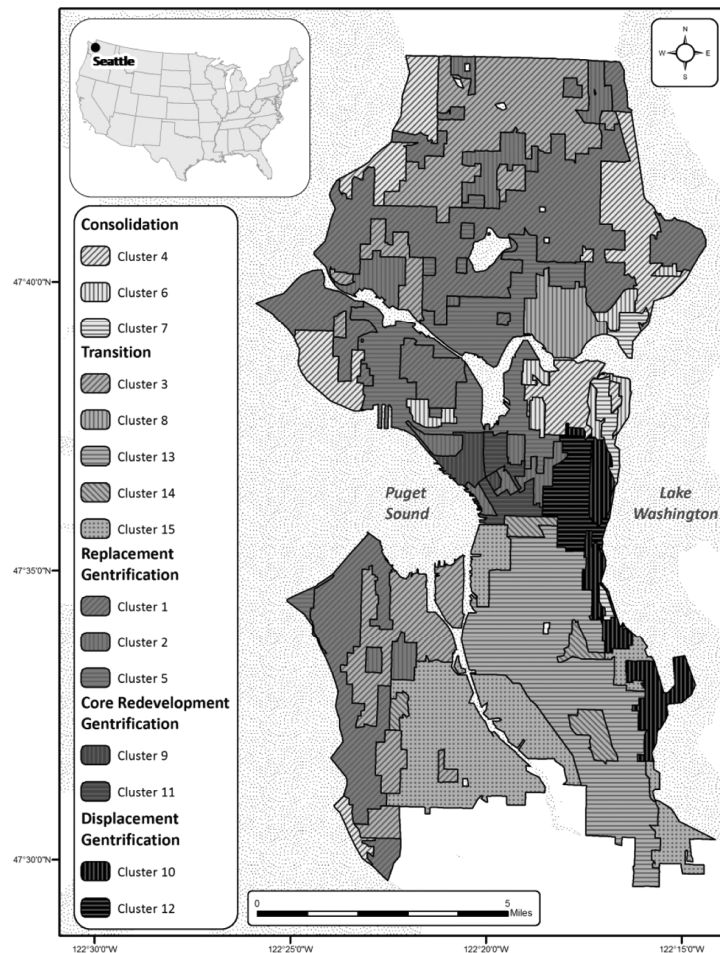 Seattle
N
W
E
S
Consolidation
Cluster 4
Cluster 6
Cluster 7
Transition
Cluster 3
Cluster 8
Cluster 13
Cluster 14
Cluster 15
Replacement
Gentrification
Cluster 1
Cluster 2
Cluster 5
Core Redevelopment
Gentrification
Cluster 9
Cluster 11
Displacement
Gentrification
Cluster 10
Cluster 12
Puget
Sound
Lake
Washington
47°40'0"N
47°35'0"N
47°30'0"N
0 5
Miles
122°30'0"W 122°25'0"W 122°20'0"W 122°15'0"W